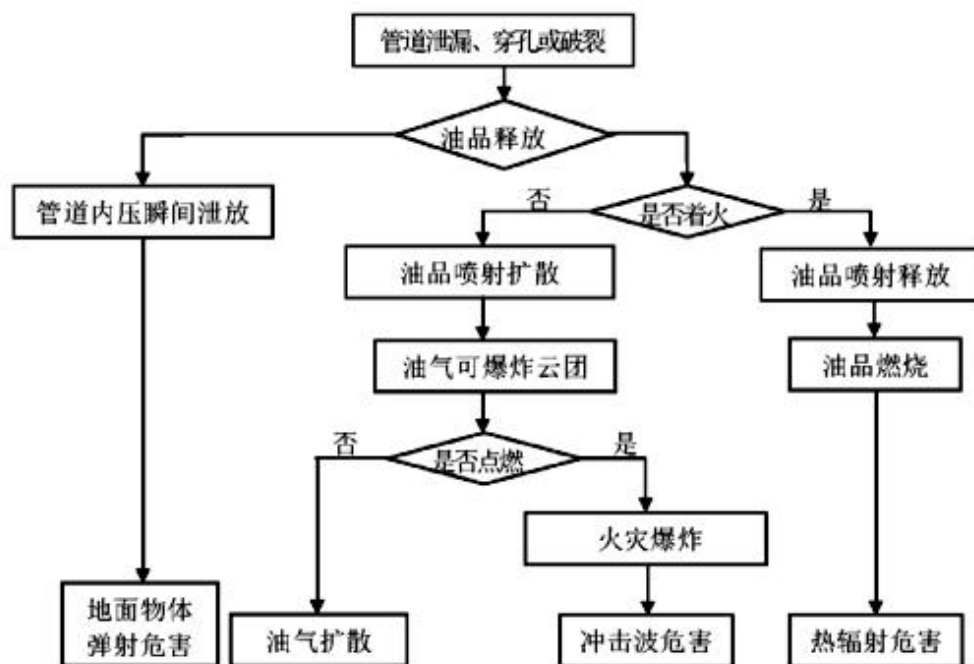 管道泄漏、穿孔或破裂
油品释放
管道内压瞬间泄放
否
是否着火
是
油品喷射扩散
油品喷射释放
油气可爆炸云团
油品燃烧
否
是否点燃
是
火灾爆炸
地面物体
弹射危害
油气扩散
冲击波危害
热辐射危害